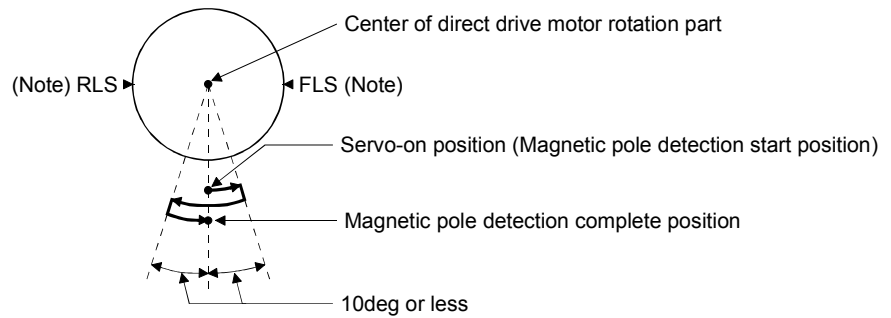 Center of direct drive motor rotation part
(Note) RLS
FLS (Note)
Servo-on position (Magnetic pole detection start position)
Magnetic pole detection complete position
10deg or less